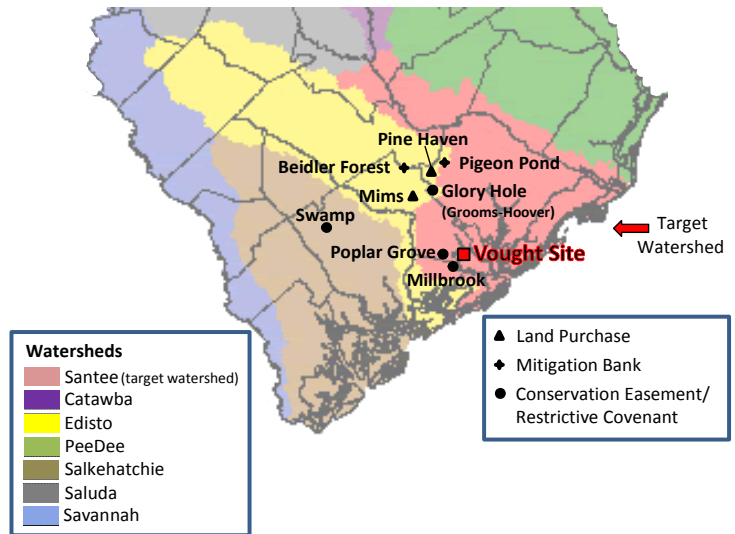 Pine Haven
Beidler Forest
Pigeon Pond
Mims
Glory Hole
(Grooms-Hoover)
Swamp
Target
Watershed
Poplar Grove
Vought Site
Millbrook
Watersheds
Santee (target watershed)
Catawba
Edisto
PeeDee
Salkehatchie
Saluda
Savannah
Land Purchase
Mitigation Bank
Conservation Easement/
Restrictive Covenant